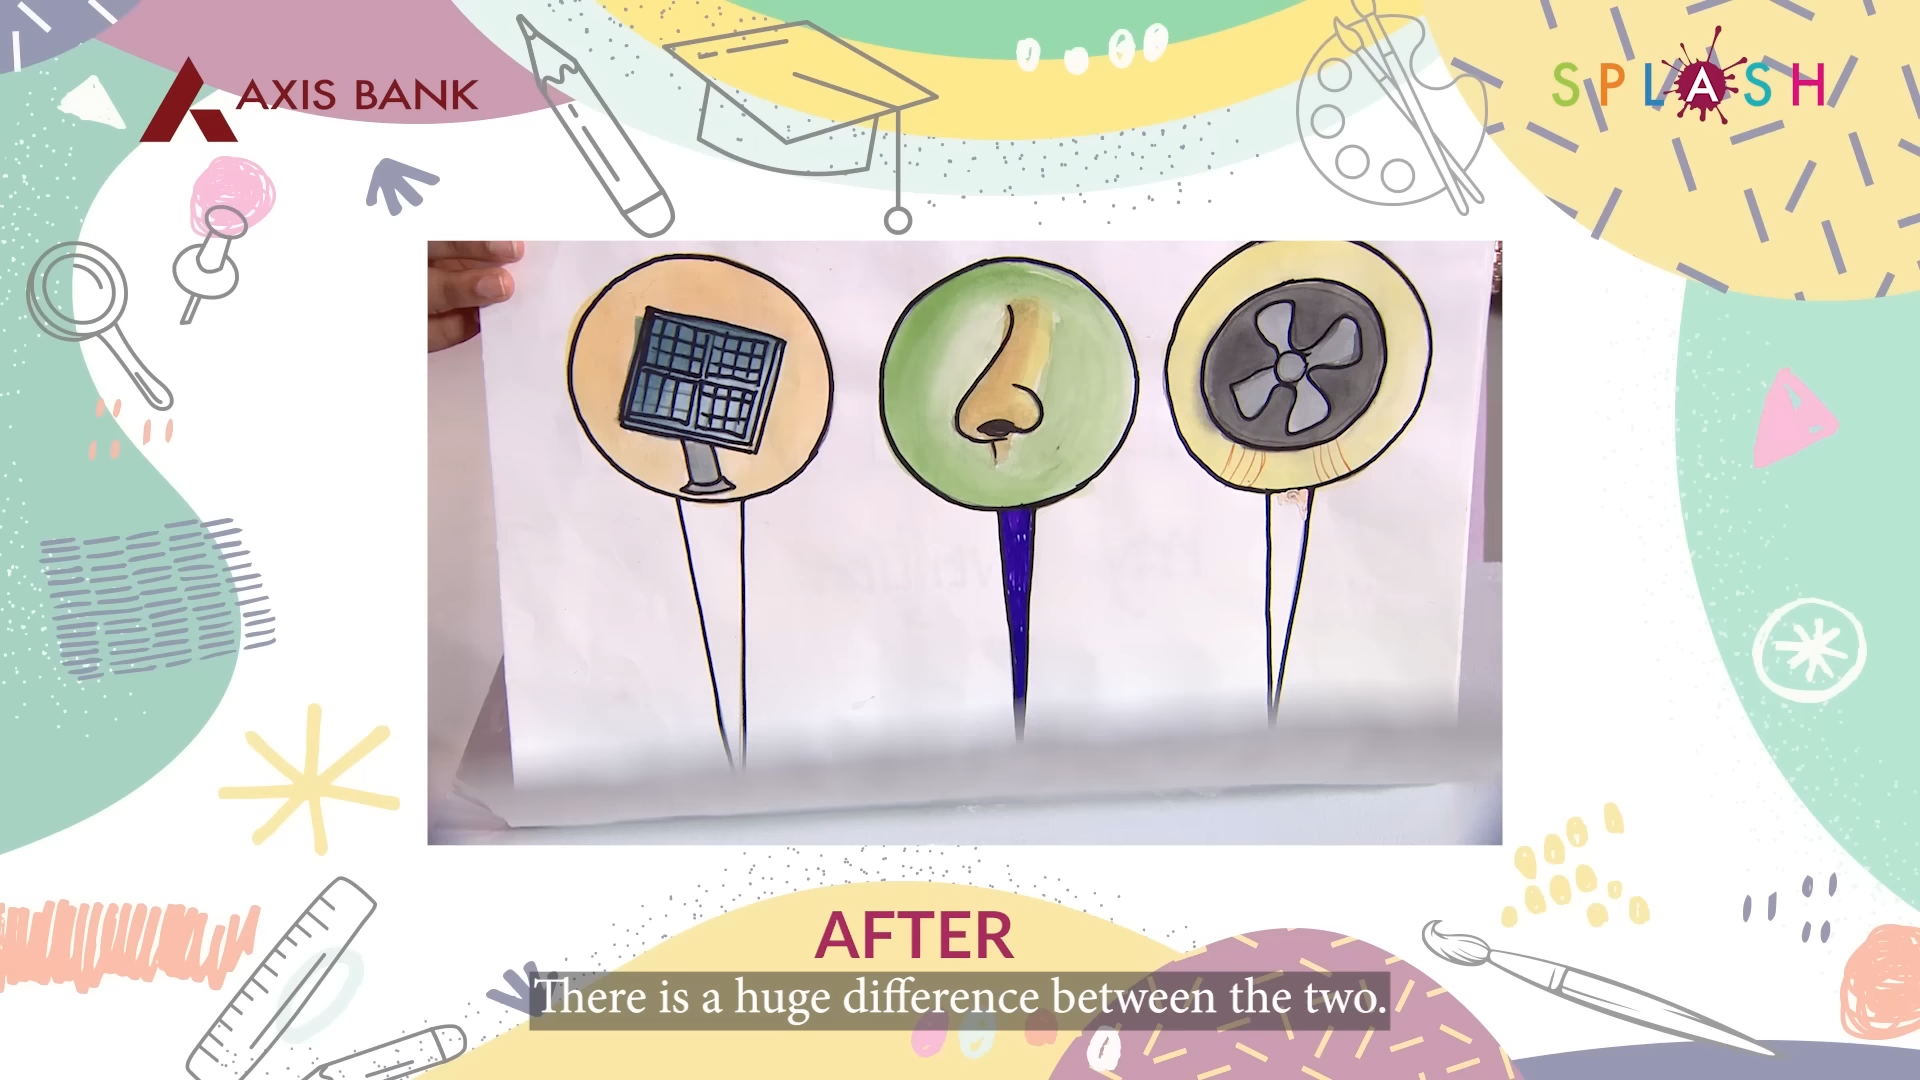 AXIS BANK
SPLASH
AFTER
There is a huge difference between the two.